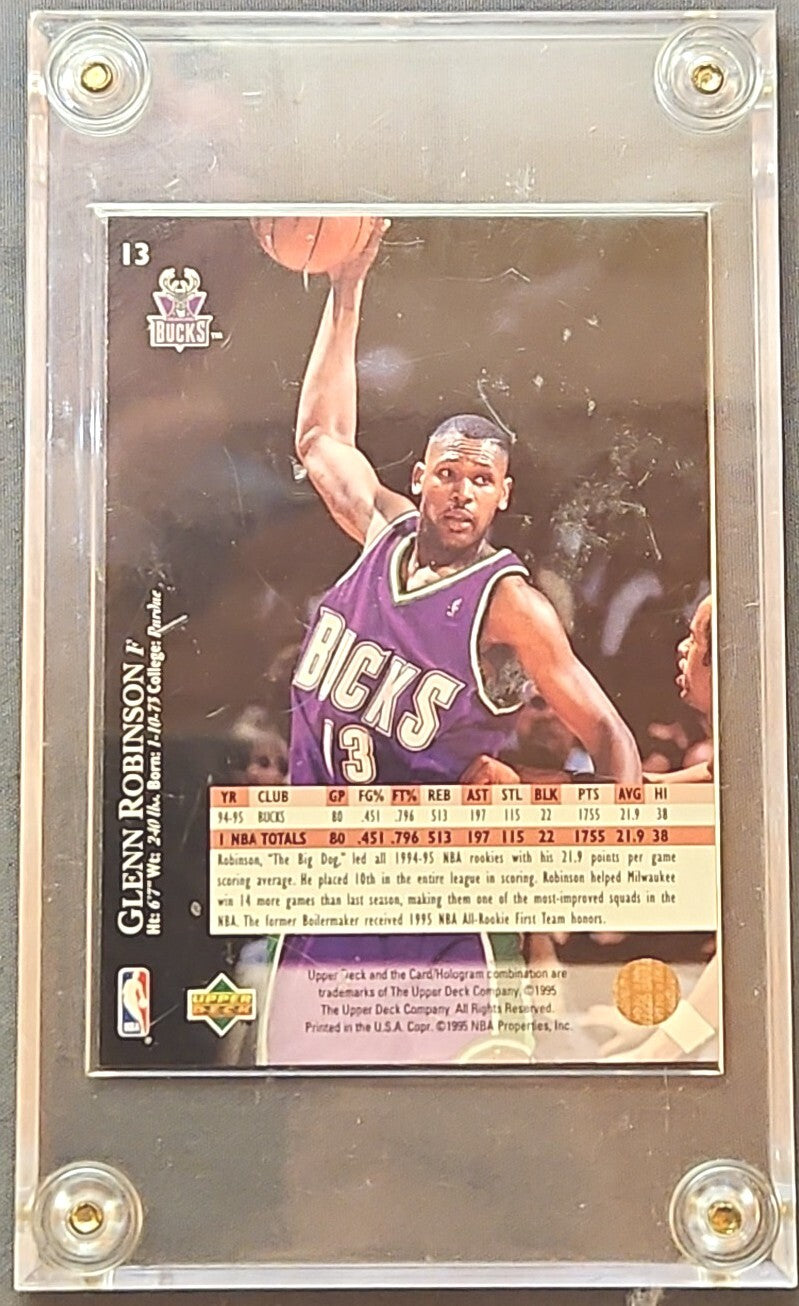 13
BUCKS™
BUCKS
13
GLENN ROBINSON F
Ht: 6'7" Wt: 240 lbs. Born: 1-10-73 College: Purdue
YR CLUB GP FG% FT% REB AST STL BLK PTS AVG HI
94-95 BUCKS 80 .451 .796 513 197 115 22 1755 21.9 38
1 NBA TOTALS 80 .451 .796 513 197 115 22 1755 21.9 38
Robinson, "The Big Dog," led all 1994-95 NBA rookies with his 21.9 points per game
scoring average. He placed 10th in the entire league in scoring. Robinson helped Milwaukee
win 14 more games than last season, making them one of the most-improved squads in the
NBA. The former Boilermaker received 1995 NBA All-Rookie First Team honors.
NBA
UPPER
DECK
Upper Deck and the Card/Hologram combination are
trademarks of The Upper Deck Company, ©1995
The Upper Deck Company. All Rights Reserved.
Printed in the U.S.A. Copr. ©1995 NBA Properties, Inc.